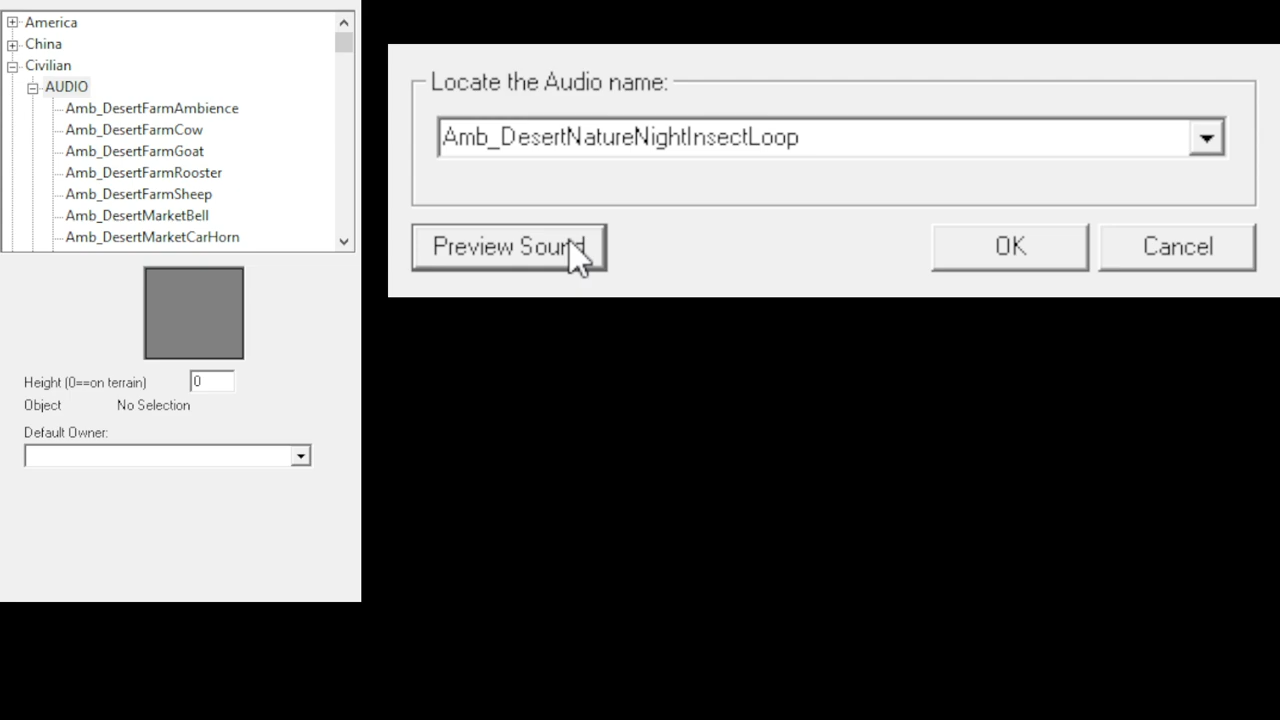 America
China
Civilian
AUDIO
Amb_DesertFarmAmbience
Amb_DesertFarmCow
Amb_DesertFarmGoat
Amb_DesertFarmRooster
Amb_DesertFarmSheep
Amb_DesertMarketBell
Amb_DesertMarketCarHorn
Height (0==on terrain) 0
Object No Selection
Default Owner:
Locate the Audio name:
Amb_DesertNatureNightInsectLoop
Preview Sound OK Cancel